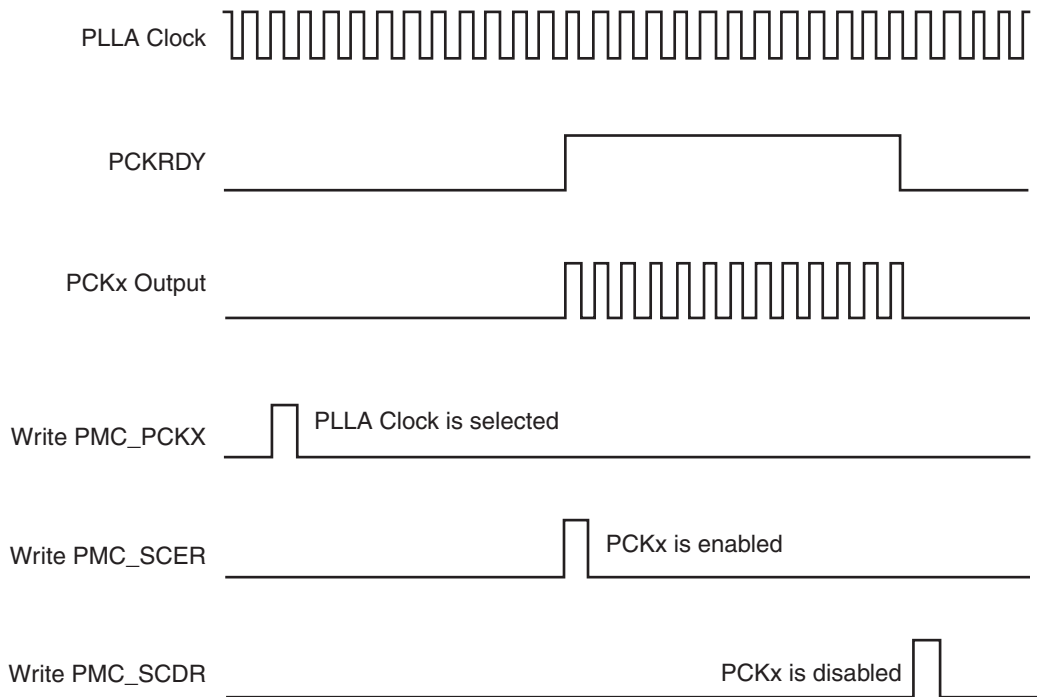 PLLA Clock
PCKRDY
PCKx Output
Write PMC_PCKX
PLLA Clock is selected
Write PMC_SCER
PCKx is enabled
Write PMC_SCDR
PCKx is disabled